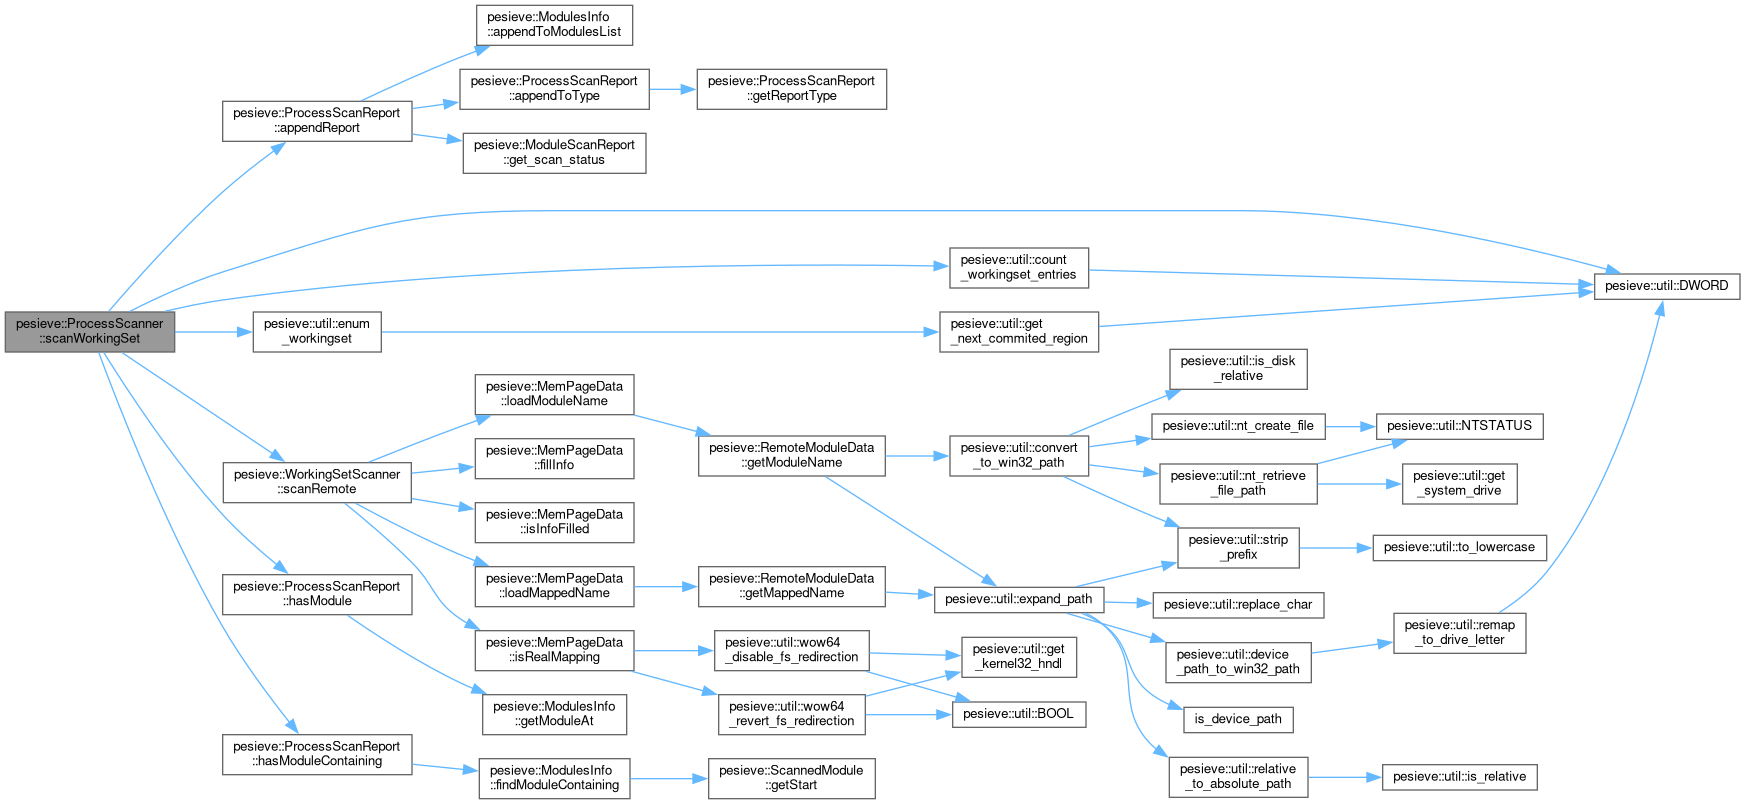 pesieve::ModulesInfo
::appendToModulesList
pesieve::ProcessScanReport
::appendToType
pesieve::ProcessScanReport
::getReportType
pesieve::ProcessScanReport
::appendReport
pesieve::ModuleScanReport
::get_scan_status
pesieve::util::count
_workingset_entries
pesieve::util::DWORD
pesieve::ProcessScanner
::scanWorkingSet
pesieve::util::enum
_workingset
pesieve::util::get
_next_commited_region
pesieve::util::is_disk
_relative
pesieve::MemPageData
::loadModuleName
pesieve::util::nt_create_file
pesieve::util::NTSTATUS
pesieve::RemoteModuleData
::getModuleName
pesieve::util::convert
_to_win32_path
pesieve::MemPageData
::fillInfo
pesieve::WorkingSetScanner
::scanRemote
pesieve::util::nt_retrieve
_file_path
pesieve::util::get
_system_drive
pesieve::MemPageData
::isInfoFilled
pesieve::util::strip
_prefix
pesieve::util::to_lowercase
pesieve::ProcessScanReport
::hasModule
pesieve::MemPageData
::loadMappedName
pesieve::RemoteModuleData
::getMappedName
pesieve::util::expand_path
pesieve::util::replace_char
pesieve::util::remap
_to_drive_letter
pesieve::MemPageData
::isRealMapping
pesieve::util::wow64
_disable_fs_redirection
pesieve::util::get
_kernel32_hndl
pesieve::util::device
_path_to_win32_path
pesieve::ModulesInfo
::getModuleAt
pesieve::util::wow64
_revert_fs_redirection
pesieve::util::BOOL
is_device_path
pesieve::ProcessScanReport
::hasModuleContaining
pesieve::ModulesInfo
::findModuleContaining
pesieve::ScannedModule
::getStart
pesieve::util::relative
_to_absolute_path
pesieve::util::is_relative